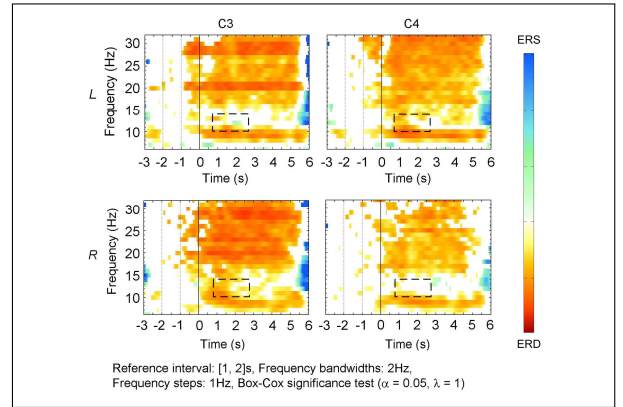 C3 C4
ERS
L
Frequency (Hz)
30
25
20
15
10
-3 -2 -1 0 1 2 3 4 5 6
Time (s)
30
25
20
15
10
-3 -2 -1 0 1 2 3 4 5 6
Time (s)
R
Frequency (Hz)
30
25
20
15
10
-3 -2 -1 0 1 2 3 4 5 6
Time (s)
30
25
20
15
10
-3 -2 -1 0 1 2 3 4 5 6
Time (s)
ERD
Reference interval: [1, 2]s, Frequency bandwidths: 2Hz,
Frequency steps: 1Hz, Box-Cox significance test (α = 0.05, λ = 1)